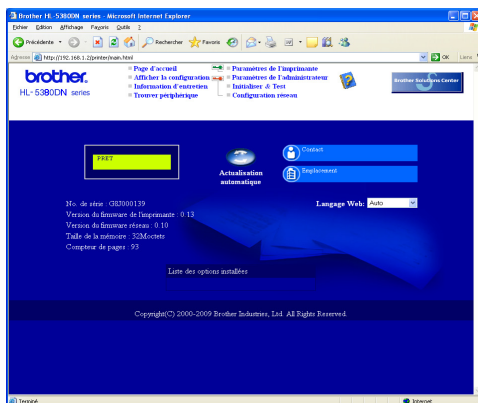 Brother HL-5380DN series - Microsoft Internet Explorer
Fichier Edition Affichage Favoris Outils ?
Précédente Rechercher Favoris
Adresse http://192.168.1.2/printer/main.html OK Liens
brother.
HL-5380DN series
Page d'accueil
Afficher la configuration
Information d'entretien
Trouver périphérique
Paramètres de l'imprimante
Paramètres de l'administrateur
Initialiser & Test
Configuration réseau
Brother Solutions Center
PRET
Actualisation
automatique
Contact
Emplacement
No. de série : G8J000139
Version du firmware de l'imprimante : 0.13
Version du firmware réseau : 0.10
Taille de la mémoire : 32Moctets
Compteur de pages : 93
Langage Web: Auto
Liste des options installées
Copyright(C) 2000-2009 Brother Industries, Ltd. All Rights Reserved.
Terminé Internet